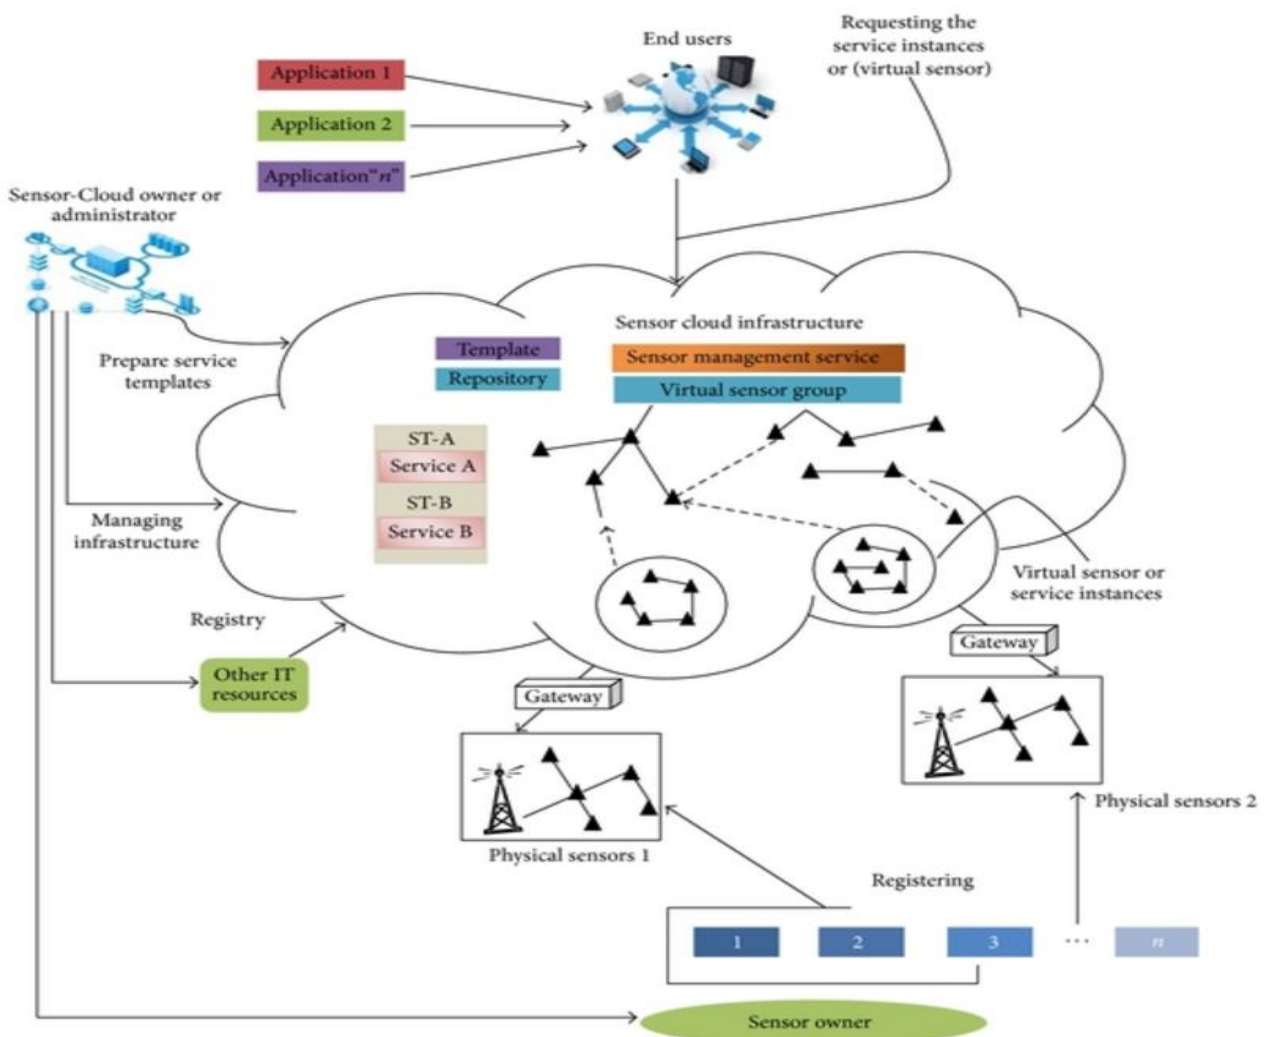 End users
Requesting the
service instances
or (virtual sensor)
Application 1
Application 2
Application“n”
Sensor-Cloud owner or
administrator
Prepare service
templates
Managing
infrastructure
Registry
Other IT
resources
Sensor cloud infrastructure
Template
Repository
Sensor management service
Virtual sensor group
ST-A
Service A
ST-B
Service B
Virtual sensor or
service instances
Gateway
Gateway
Physical sensors 1
Physical sensors 2
Registering
1 2 3 ... n
Sensor owner